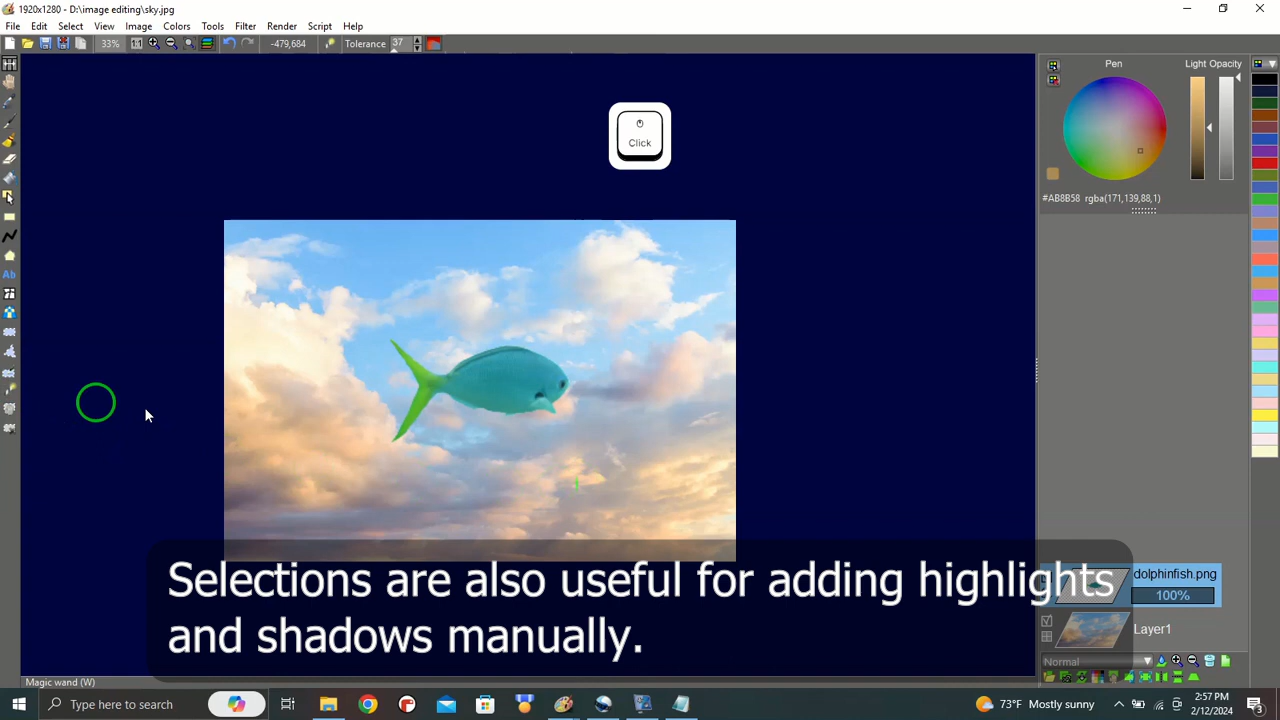 1920x1280 - D:\image editing\sky.jpg
File Edit Select View Image Colors Tools Filter Render Script Help
33% -479,684 Tolerance 37
Pen Light Opacity
Click
#AB8B58 rgba(171,139,88,1)
Ab
Selections are also useful for adding highlights
and shadows manually.
dolphinfish.png
100%
Layer1
Normal
Magic wand (W)
Type here to search
73°F Mostly sunny
2:57 PM
2/12/2024
3